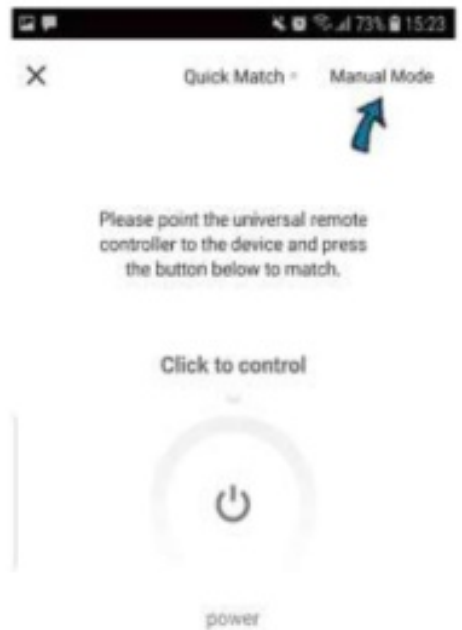 73% 15:23
Quick Match Manual Mode
Please point the universal remote
controller to the device and press
the button below to match.
Click to control
power